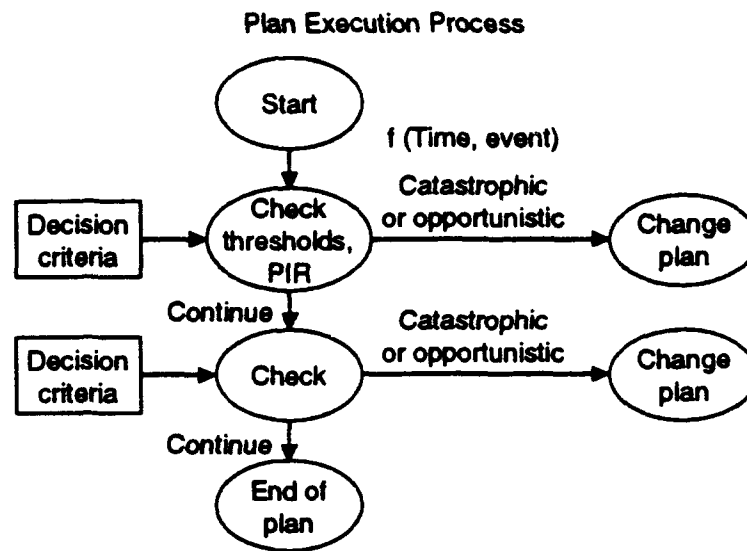 Plan Execution Process
Start
f (Time, event)
Catastrophic
or opportunistic
Decision
criteria
Check
thresholds,
PIR
Change
plan
Continue
Catastrophic
or opportunistic
Decision
criteria
Check
Change
plan
Continue
End of
plan